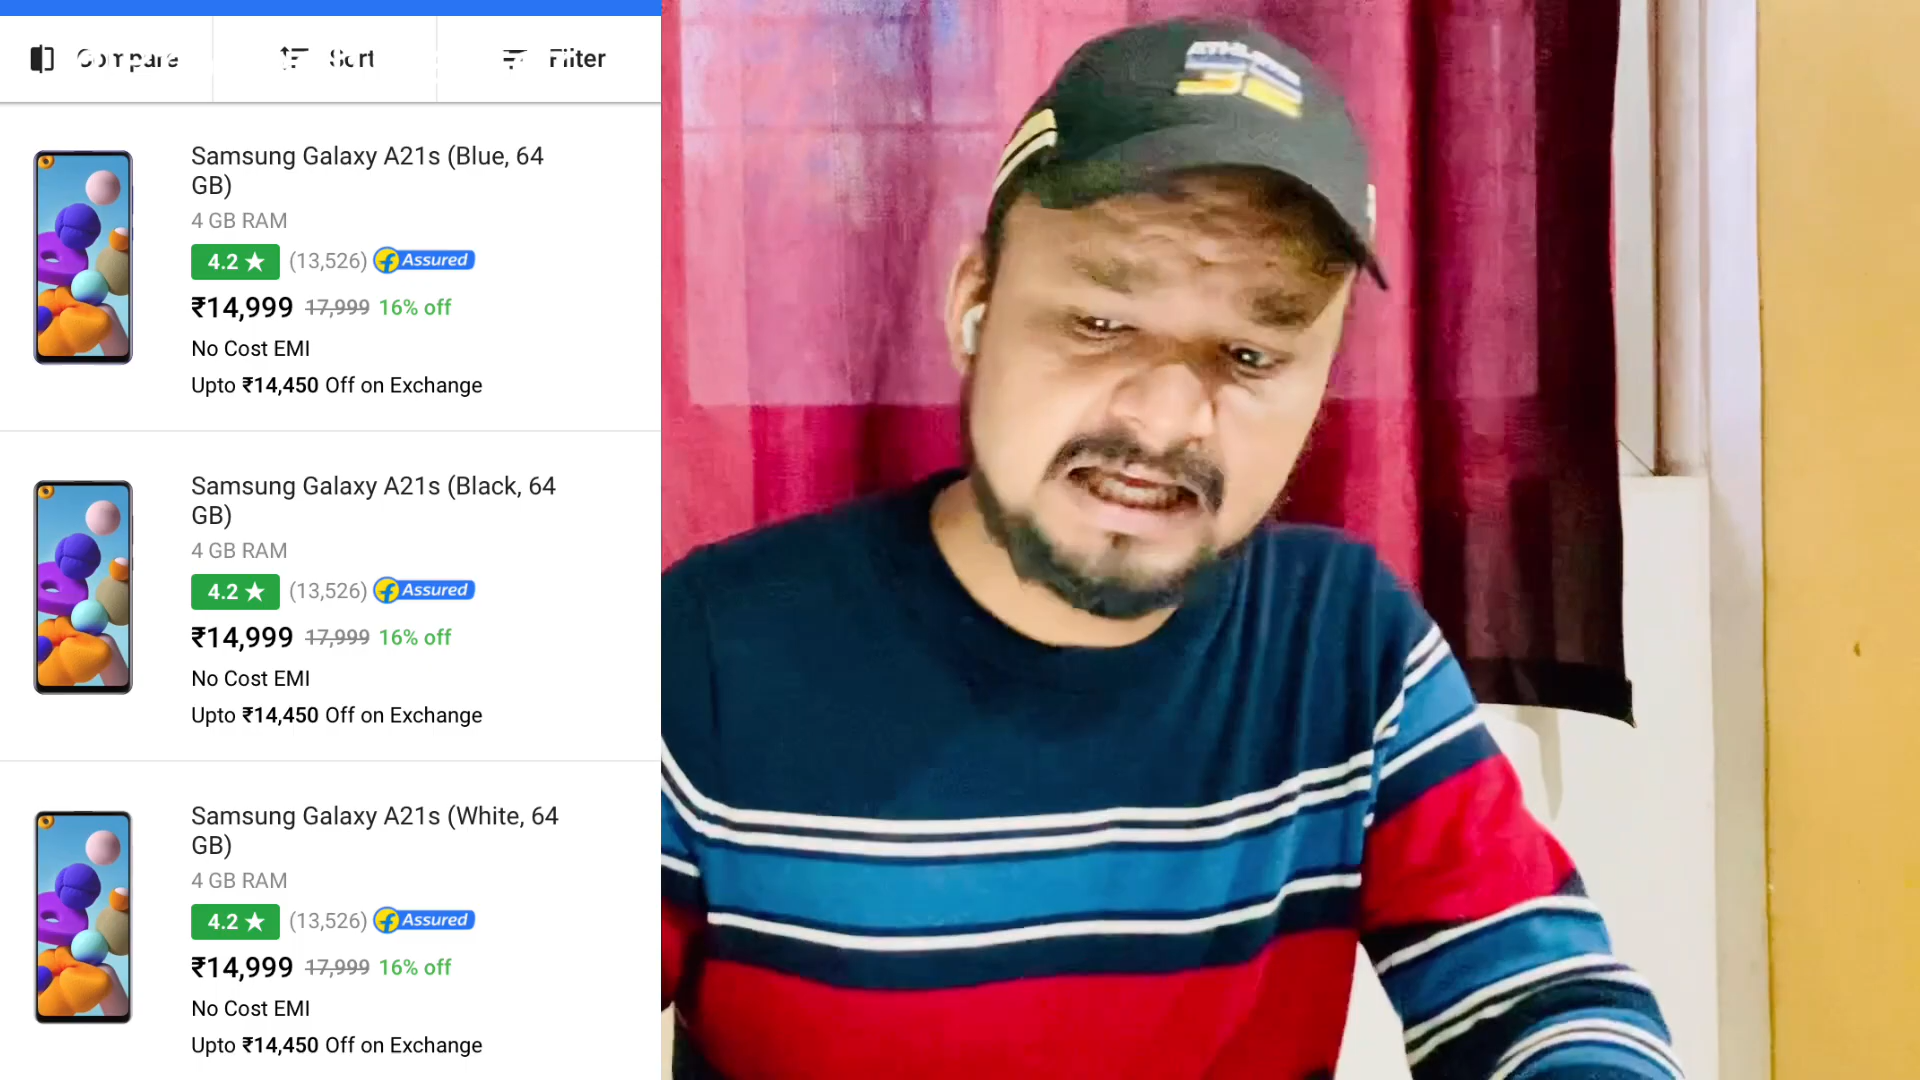 Compare
Sort
Filter
Samsung Galaxy A21s (Blue, 64
GB)
4 GB RAM
4.2 ★ (13,526) Assured
₹14,999 17,999 16% off
No Cost EMI
Upto ₹14,450 Off on Exchange
Samsung Galaxy A21s (Black, 64
GB)
4 GB RAM
4.2 ★ (13,526) Assured
₹14,999 17,999 16% off
No Cost EMI
Upto ₹14,450 Off on Exchange
Samsung Galaxy A21s (White, 64
GB)
4 GB RAM
4.2 ★ (13,526) Assured
₹14,999 17,999 16% off
No Cost EMI
Upto ₹14,450 Off on Exchange